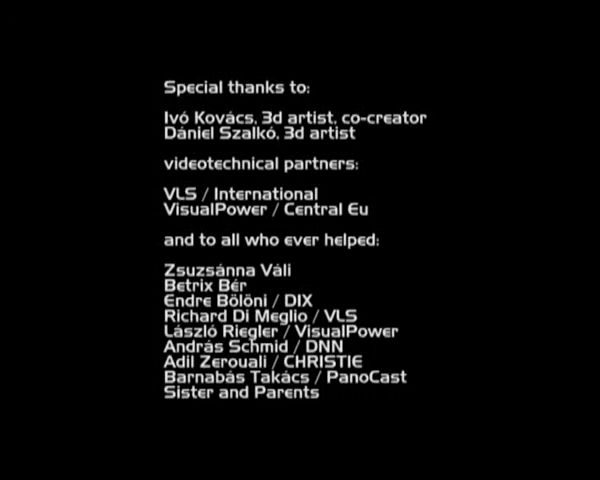 Special thanks to:
Ivó Kovács, 3d artist, co-creator
Dániel Szalkó, 3d artist
videotechnical partners:
VLS / International
VisualPower / Central Eu
and to all who ever helped:
Zsuzsánna Váli
Betrix Bér
Endre Bölöni / DIX
Richard Di Meglio / VLS
László Riegler / VisualPower
András Schmid / DNN
Adil Zerouali / CHRISTIE
Barnabás Takács / PanoCast
Sister and Parents